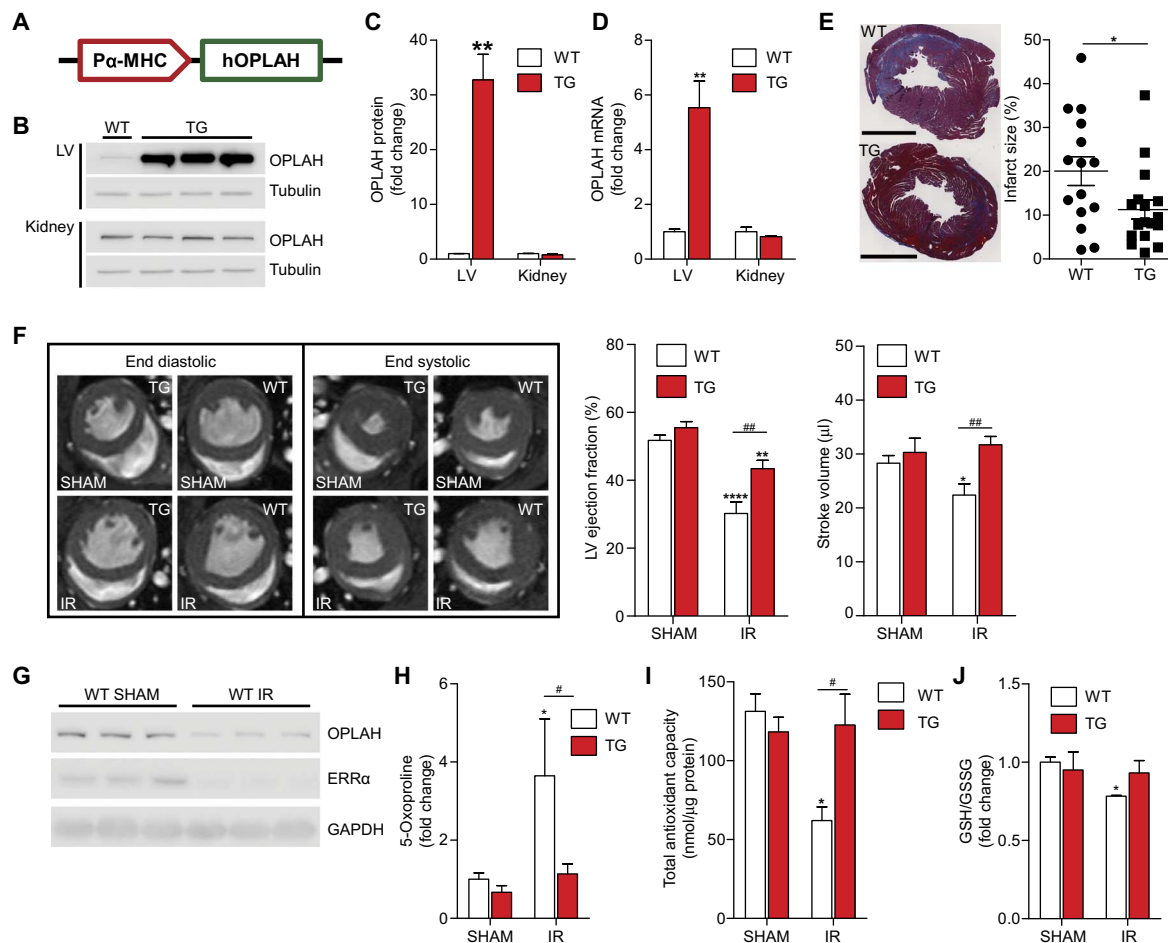 A
Pα-MHC
hOPLAH
B
WT
TG
LV
OPLAH
Tubulin
Kidney
OPLAH
Tubulin
C
OPLAH protein
(fold change)
40
30
20
10
0
**
WT
TG
LV
Kidney
D
OPLAH mRNA
(fold change)
8
6
4
2
0
**
WT
TG
LV
Kidney
E
WT
TG
Infarct size (%)
50
40
30
20
10
0
*
WT
TG
F
End diastolic
End systolic
TG
WT
TG
WT
SHAM
SHAM
SHAM
SHAM
TG
WT
TG
WT
IR
IR
IR
IR
LV ejection fraction (%)
80
60
40
20
0
WT
TG
##
**
****
SHAM
IR
Stroke volume (µl)
50
40
30
20
10
0
WT
TG
##
*
SHAM
IR
G
WT SHAM
WT IR
OPLAH
ERRα
GAPDH
H
5-Oxoproline
(fold change)
6
4
2
0
#
*
WT
TG
SHAM
IR
I
Total antioxidant capacity
(nmol/µg protein)
150
100
50
0
#
*
WT
TG
SHAM
IR
J
GSH/GSSG
(fold change)
1.5
1.0
0.5
0.0
*
WT
TG
SHAM
IR